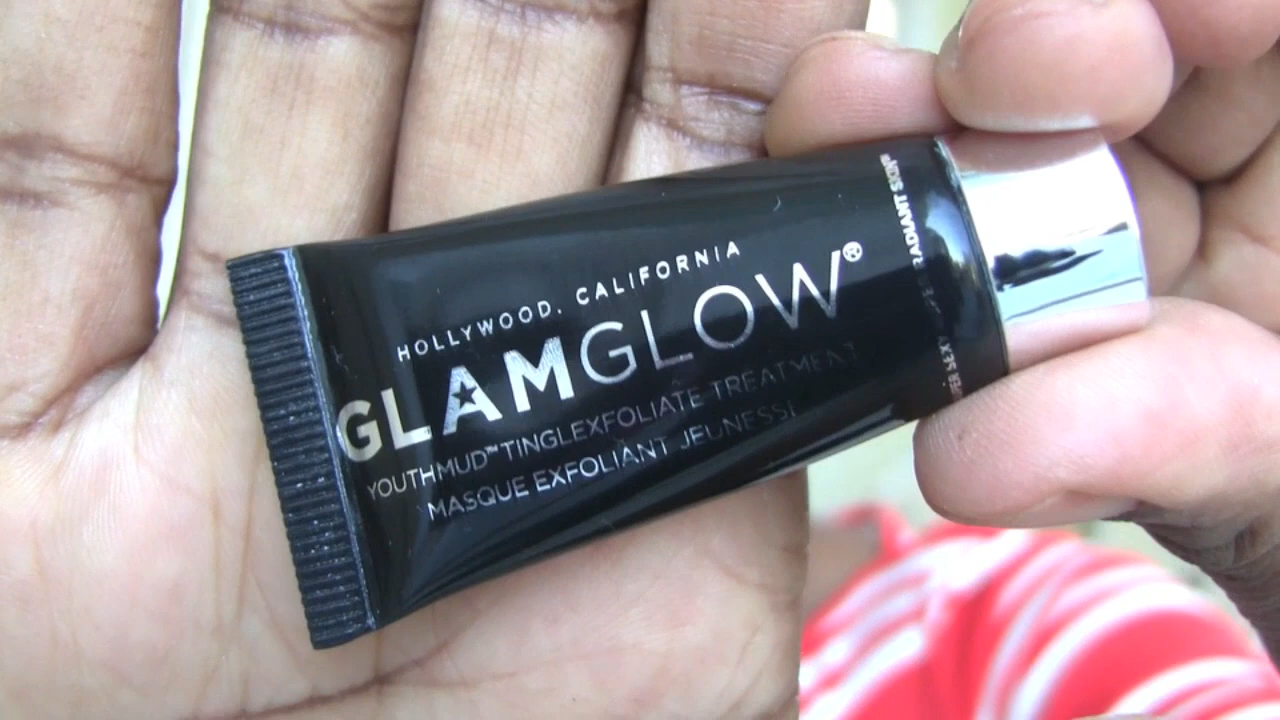 HOLLYWOOD, CALIFORNIA
GLAMGLOW®
YOUTHMUD™ TINGLEXFOLIATE TREATMENT
MASQUE EXFOLIANT JEUNESSE
RADIANT SKIN